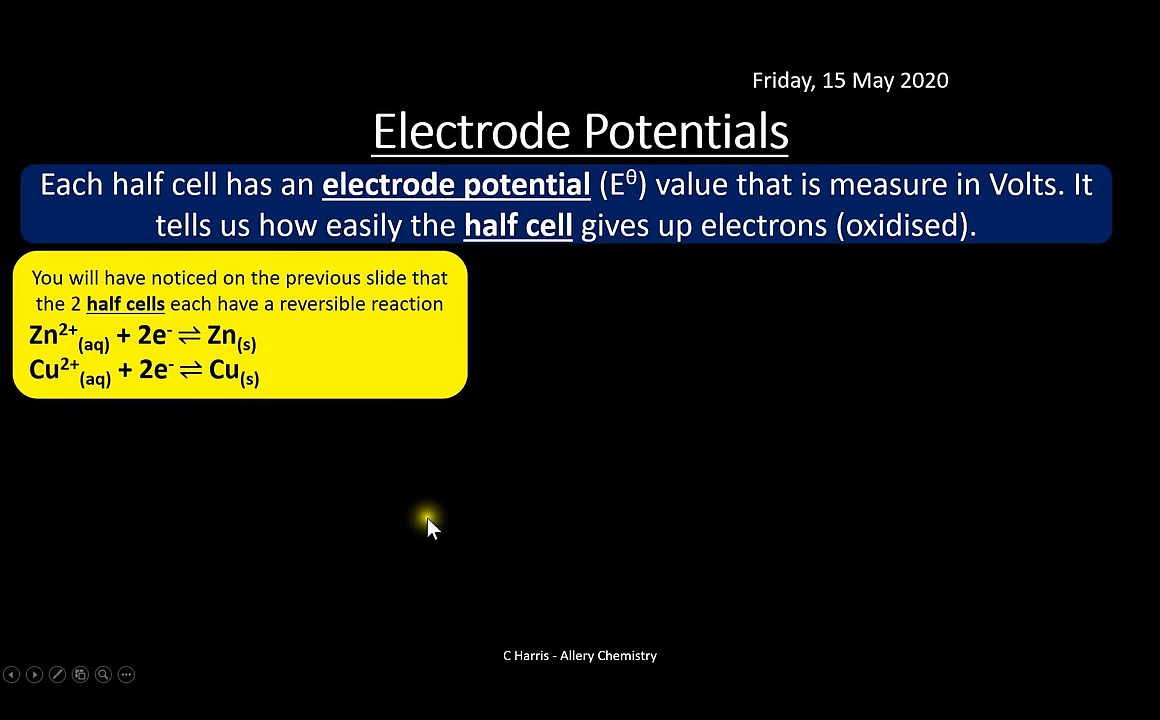 Friday, 15 May 2020
Electrode Potentials
Each half cell has an electrode potential (E^θ) value that is measure in Volts. It
tells us how easily the half cell gives up electrons (oxidised).
You will have noticed on the previous slide that
the 2 half cells each have a reversible reaction
Zn²⁺(aq) + 2e⁻ ⇌ Zn(s)
Cu²⁺(aq) + 2e⁻ ⇌ Cu(s)
C Harris - Allery Chemistry